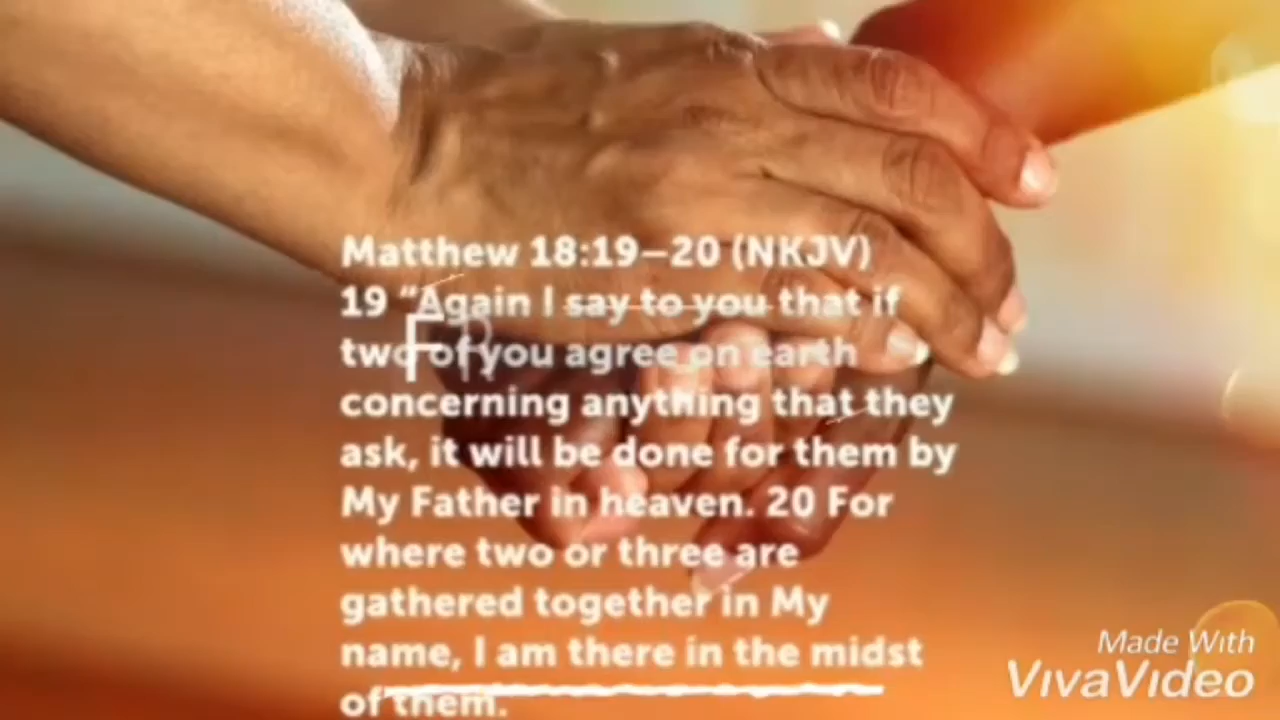 Matthew 18:19–20 (NKJV)
19 “Again I say to you that if
two of you agree on earth
concerning anything that they
ask, it will be done for them by
My Father in heaven. 20 For
where two or three are
gathered together in My
name, I am there in the midst
of them.
Made With
VivaVideo